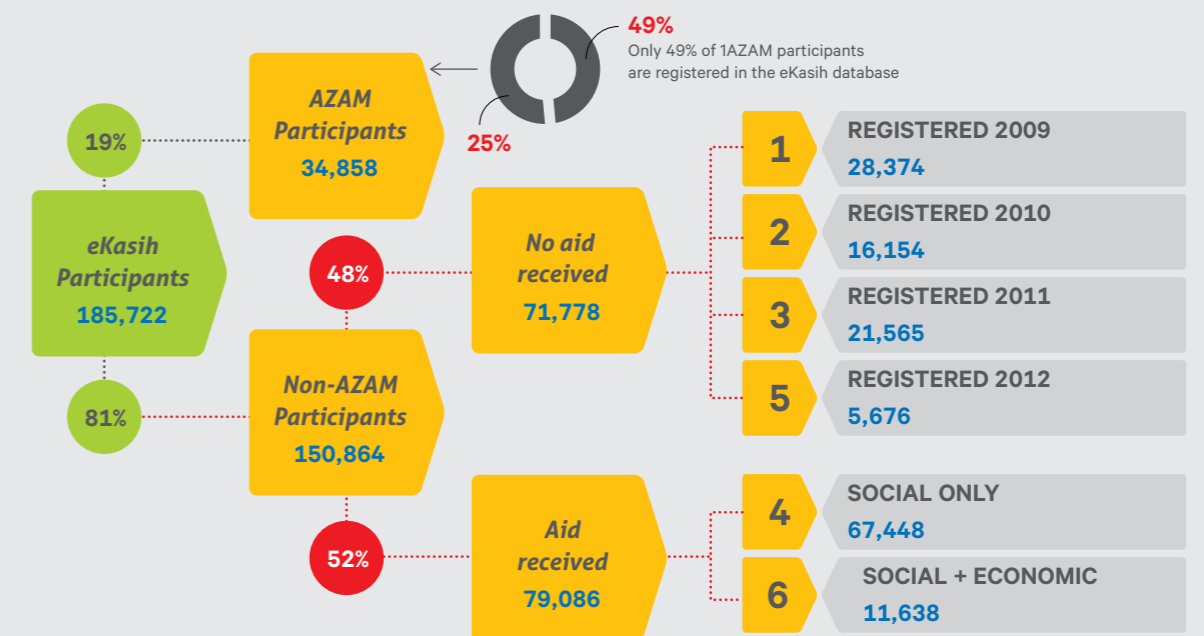 49%
Only 49% of 1AZAM participants
are registered in the eKasih database
25%
19%
AZAM
Participants
34,858
eKasih
Participants
185,722
81%
48%
No aid
received
71,778
Non-AZAM
Participants
150,864
52%
Aid
received
79,086
1
REGISTERED 2009
28,374
2
REGISTERED 2010
16,154
3
REGISTERED 2011
21,565
5
REGISTERED 2012
5,676
4
SOCIAL ONLY
67,448
6
SOCIAL + ECONOMIC
11,638